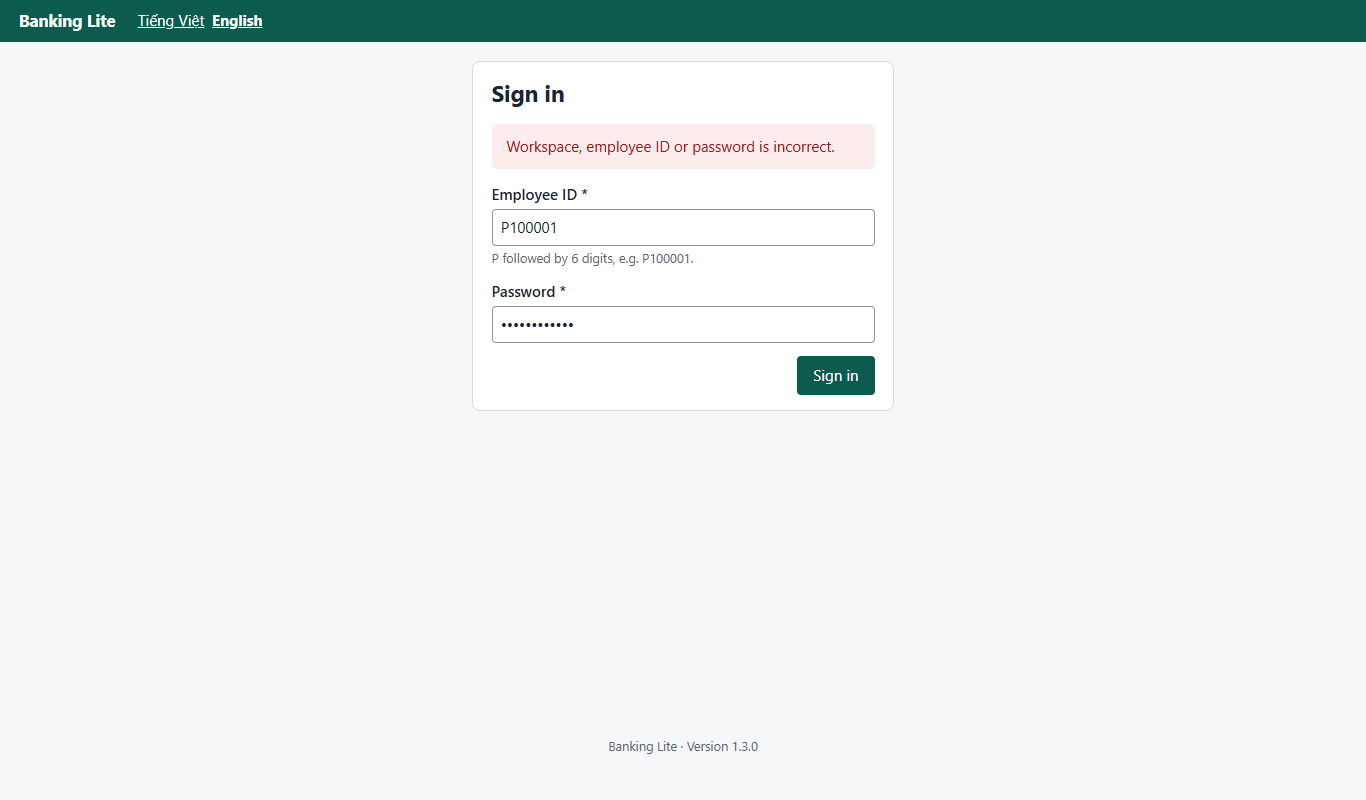 Banking Lite Tiếng Việt English
Sign in
Workspace, employee ID or password is incorrect.
Employee ID *
P100001
P followed by 6 digits, e.g. P100001.
Password *
••••••••••••
Sign in
Banking Lite · Version 1.3.0